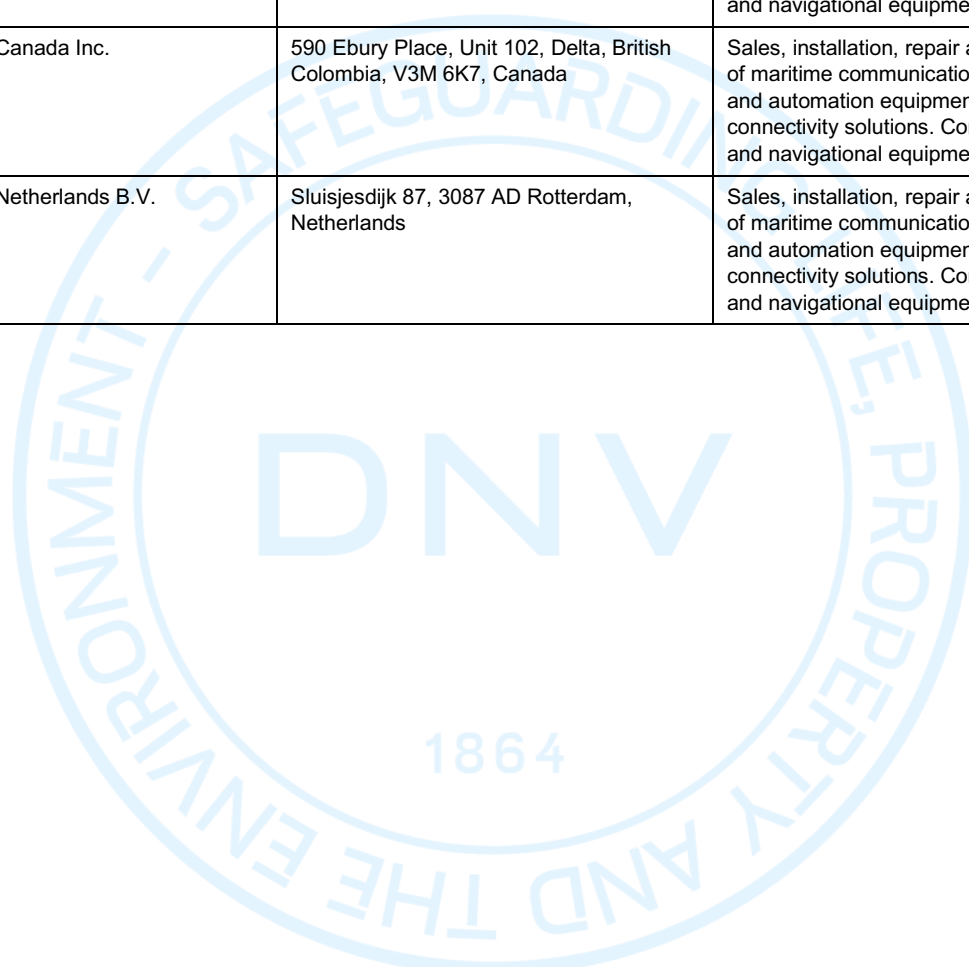 and navigational equipme
Canada Inc.
590 Ebury Place, Unit 102, Delta, British
Colombia, V3M 6K7, Canada
Sales, installation, repair a
of maritime communicatio
and automation equipmen
connectivity solutions. Co
and navigational equipme
Netherlands B.V.
Sluisjesdijk 87, 3087 AD Rotterdam,
Netherlands
Sales, installation, repair a
of maritime communicatio
and automation equipmen
connectivity solutions. Co
and navigational equipme
SAFEGUARDING LIFE, PROPERTY AND THE ENVIRONMENT -
DNV
1864